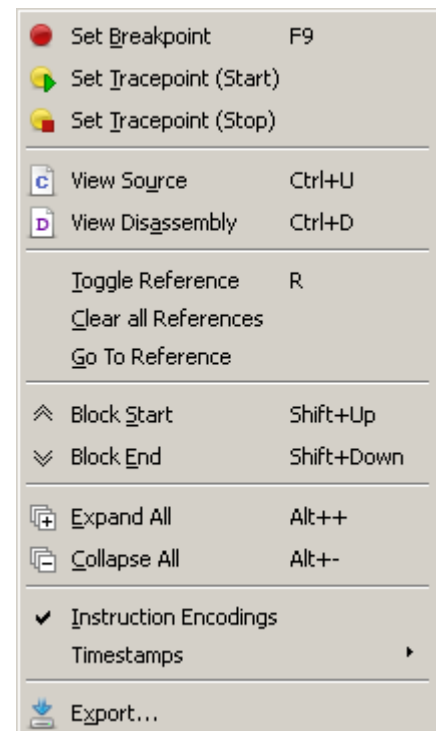 Set Breakpoint F9
Set Tracepoint (Start)
Set Tracepoint (Stop)
C View Source Ctrl+U
D View Disassembly Ctrl+D
Toggle Reference R
Clear all References
Go To Reference
Block Start Shift+Up
Block End Shift+Down
Expand All Alt++
Collapse All Alt+-
Instruction Encodings
Timestamps
Export...